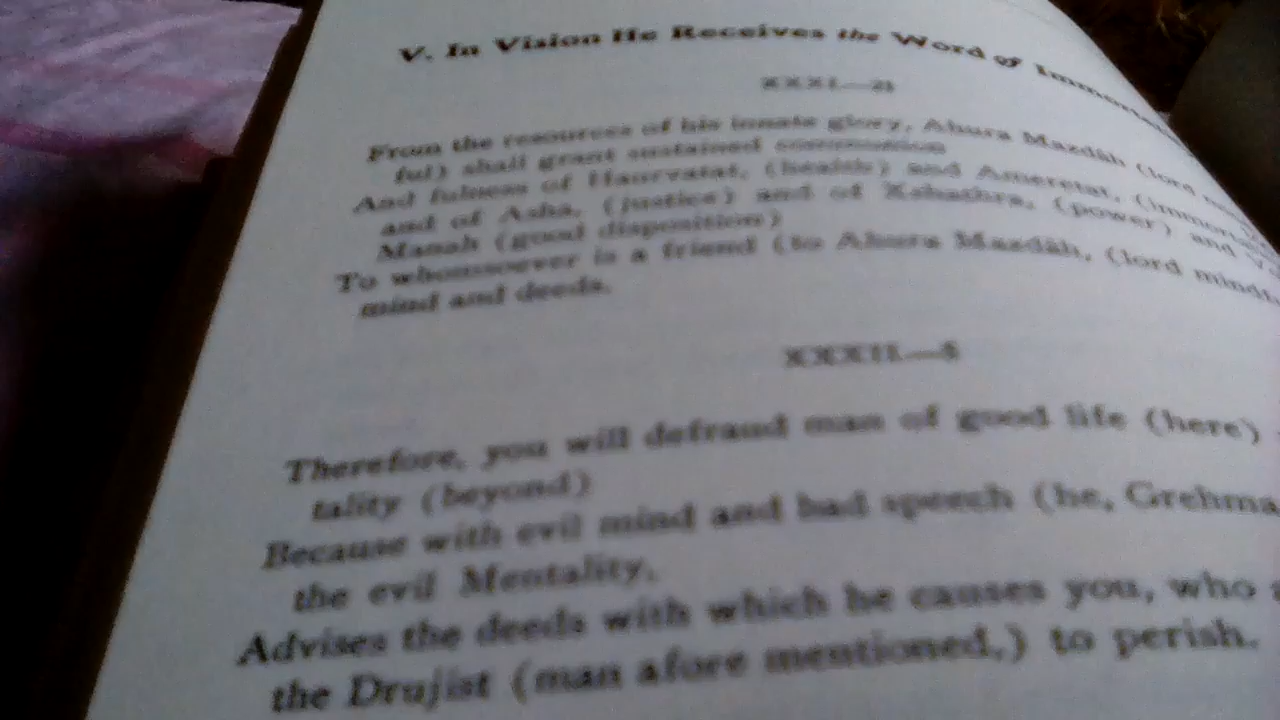 V. In Vision He Receives the Word of
XXXI.—21
From the resources of his innate glory, Ahura Mazdāh (lord
ful) shall grant sustained communion
And fulness of Haurvatat, (health) and Ameretat,
and of Asha, (justice) and of Xshathra, (power) and
Manah (good disposition)
To whomsoever is a friend (to Ahura Mazdāh, (lord
mind and deeds.
XXXII.—5
Therefore, you will defraud man of good life (here)
tality (beyond)
Because with evil mind and bad speech (he, Grehma
the evil Mentality,
Advises the deeds with which he causes you, who
the Drujist (man afore mentioned,) to perish.